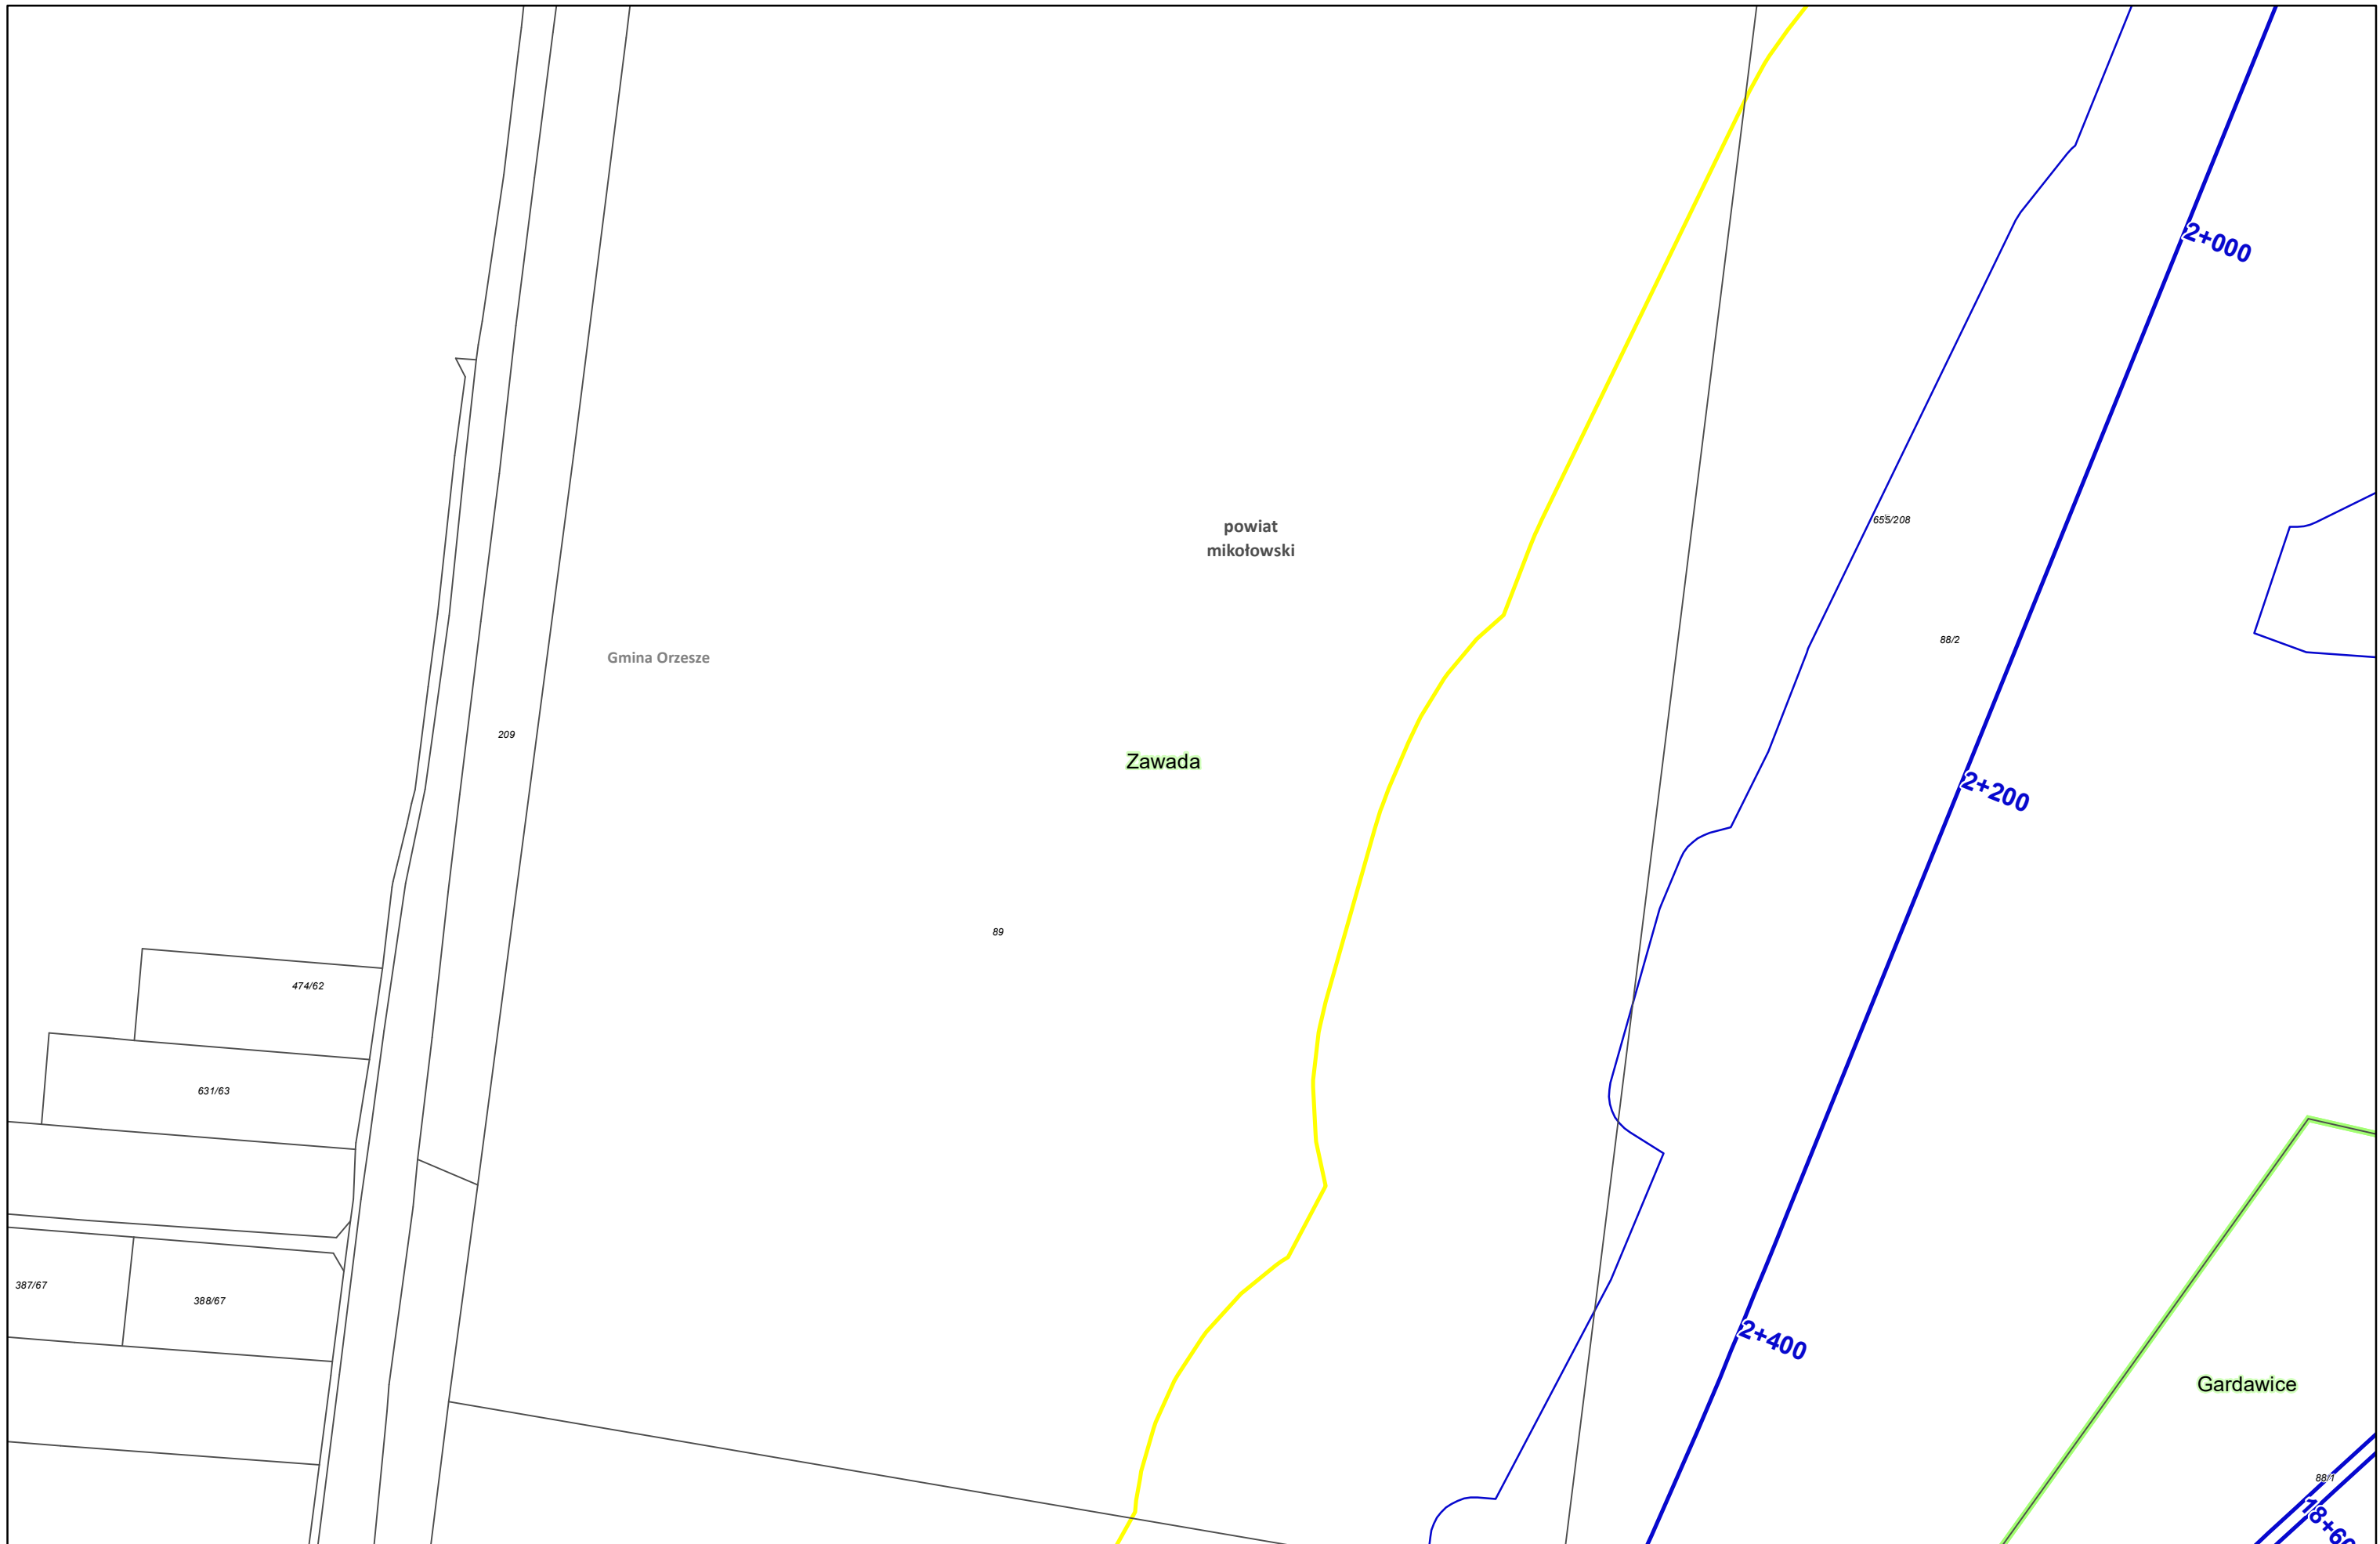 2+000
655/208
powiat
mikołowski
88/2
Gmina Orzesze
209
Zawada
2+200
89
474/62
631/63
387/67
388/67
2+400
Gardawice
88/1